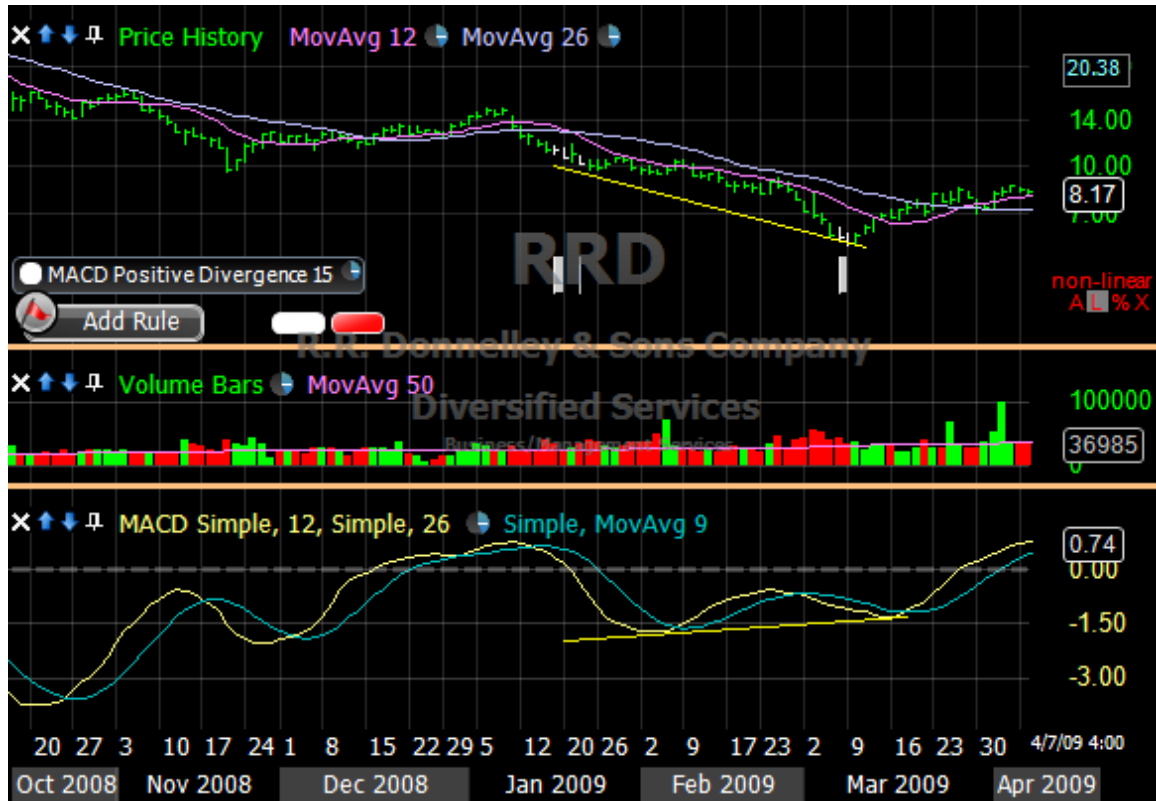 Price History MovAvg 12 MovAvg 26
20.38
14.00
10.00
8.17
7.00
RRD
MACD Positive Divergence 15
non-linear
A L % X
Add Rule
R.R. Donnelley & Sons Company
Volume Bars MovAvg 50
Diversified Services
100000
Business/Management Services
36985
0
MACD Simple, 12, Simple, 26 Simple, MovAvg 9
0.74
0.00
-1.50
-3.00
20 27 3 10 17 24 1 8 15 22 29 5 12 20 26 2 9 17 23 2 9 16 23 30 4/7/09 4:00
Oct 2008 Nov 2008 Dec 2008 Jan 2009 Feb 2009 Mar 2009 Apr 2009